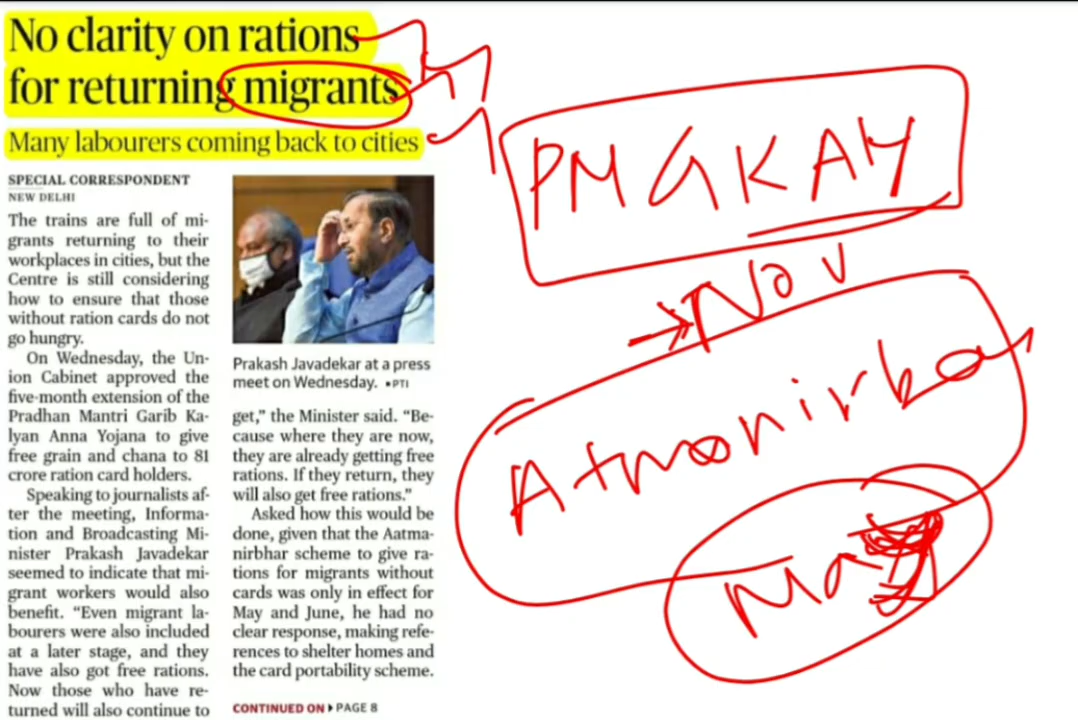 No clarity on rations
for returning migrants
Many labourers coming back to cities
SPECIAL CORRESPONDENT
NEW DELHI
The trains are full of mi-
grants returning to their
workplaces in cities, but the
Centre is still considering
how to ensure that those
without ration cards do not
go hungry.
On Wednesday, the Un-
ion Cabinet approved the
five-month extension of the
Pradhan Mantri Garib Ka-
lyan Anna Yojana to give
free grain and chana to 81
crore ration card holders.
Speaking to journalists af-
ter the meeting, Informa-
tion and Broadcasting Mi-
nister Prakash Javadekar
seemed to indicate that mi-
grant workers would also
benefit. “Even migrant la-
bourers were also included
at a later stage, and they
have also got free rations.
Now those who have re-
turned will also continue to
Prakash Javadekar at a press
meet on Wednesday. •PTI
get,” the Minister said. “Be-
cause where they are now,
they are already getting free
rations. If they return, they
will also get free rations.”
Asked how this would be
done, given that the Aatma-
nirbhar scheme to give ra-
tions for migrants without
cards was only in effect for
May and June, he had no
clear response, making refe-
rences to shelter homes and
the card portability scheme.
CONTINUED ON ▶ PAGE 8
PMGKAY
→ Nov
Atmanirbar
May